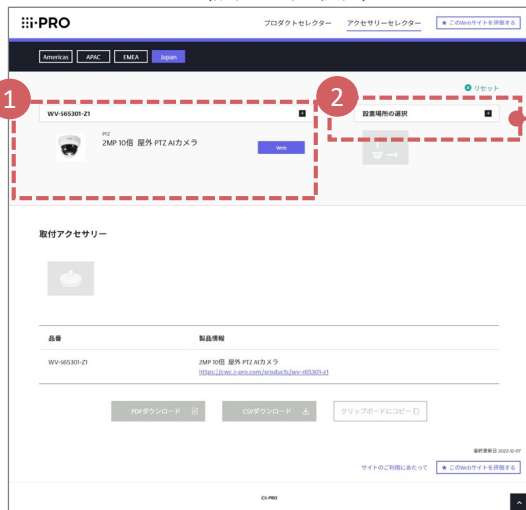 i-PRO
プロダクトセレクター アクセサリーセレクター ★ このWebサイトを評価する
Americas APAC EMEA Japan
リセット
1
2
WV-S65301-Z1
設置場所の選択
PTZ
2MP 10倍 屋外 PTZ AIカメラ
Web
取付アクセサリー
品番 製品情報
WV-S65301-Z1 2MP 10倍 屋外 PTZ AIカメラ
https://cwc.i-pro.com/products/wv-s65301-z1
PDFダウンロード CSVダウンロード クリップボードにコピー
最終更新日 2022-12-07
サイトのご利用にあたって ★ このWebサイトを評価する
©i-PRO